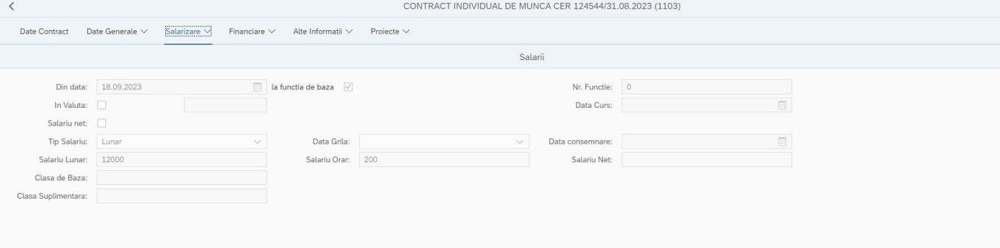 CONTRACT INDIVIDUAL DE MUNCA CER 124544/31.08.2023 (1103)
Date Contract Date Generale Salarizare Financiare Alte Informatii Proiecte
Salarii
Din data: 18.09.2023 la functia de baza Nr. Functie: 0
In Valuta: Data Curs:
Salariu net:
Tip Salariu: Lunar Data Grila: Data consemnare:
Salariu Lunar: 12000 Salariu Orar: 200 Salariu Net:
Clasa de Baza:
Clasa Suplimentara: